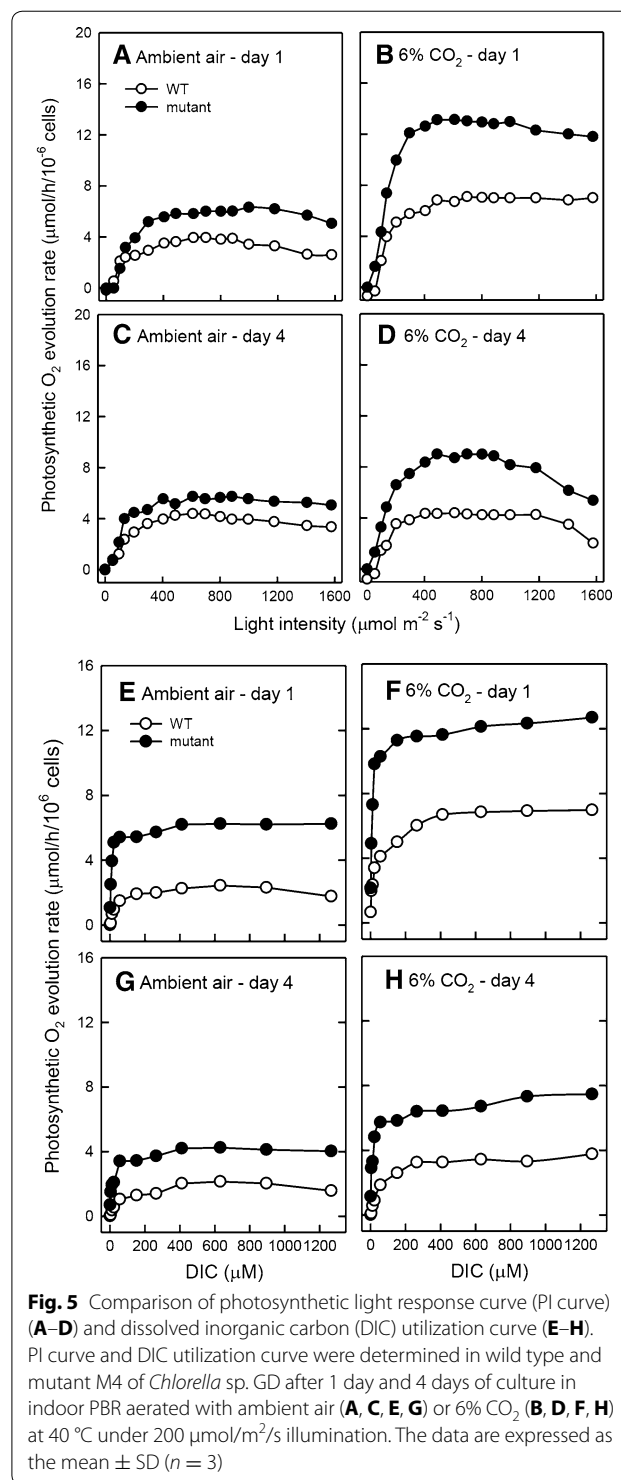 A Ambient air - day 1
WT
mutant
B 6% CO2 - day 1
20
16
12
8
4
0
C Ambient air - day 4
D 6% CO2 - day 4
20
16
12
8
4
0
Photosynthetic O2 evolution rate (µmol/h/10-6 cells)
0 400 800 1200 1600
0 400 800 1200 1600
Light intensity (µmol m-2 s-1)
E Ambient air - day 1
WT
mutant
F 6% CO2 - day 1
16
12
8
4
0
G Ambient air - day 4
H 6% CO2 - day 4
16
12
8
4
0
Photosynthetic O2 evolution rate (µmol/h/106 cells)
0 200 400 600 800 1000 1200
0 200 400 600 800 1000 1200
DIC (µM)
DIC (µM)
Fig. 5 Comparison of photosynthetic light response curve (PI curve)
(A–D) and dissolved inorganic carbon (DIC) utilization curve (E–H).
PI curve and DIC utilization curve were determined in wild type and
mutant M4 of Chlorella sp. GD after 1 day and 4 days of culture in
indoor PBR aerated with ambient air (A, C, E, G) or 6% CO2 (B, D, F, H)
at 40 °C under 200 µmol/m2/s illumination. The data are expressed as
the mean ± SD (n = 3)